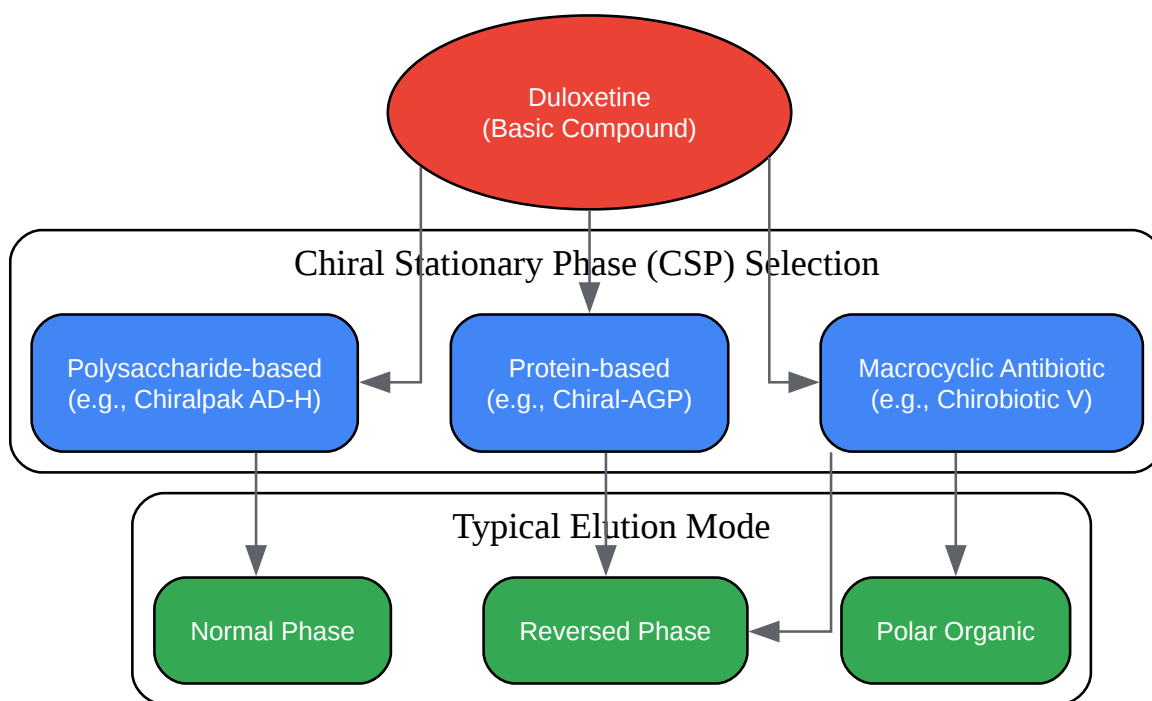 Duloxetine
(Basic Compound)
Chiral Stationary Phase (CSP) Selection
Polysaccharide-based
(e.g., Chiralpak AD-H)
Protein-based
(e.g., Chiral-AGP)
Macrocyclic Antibiotic
(e.g., Chirobiotic V)
Typical Elution Mode
Normal Phase
Reversed Phase
Polar Organic